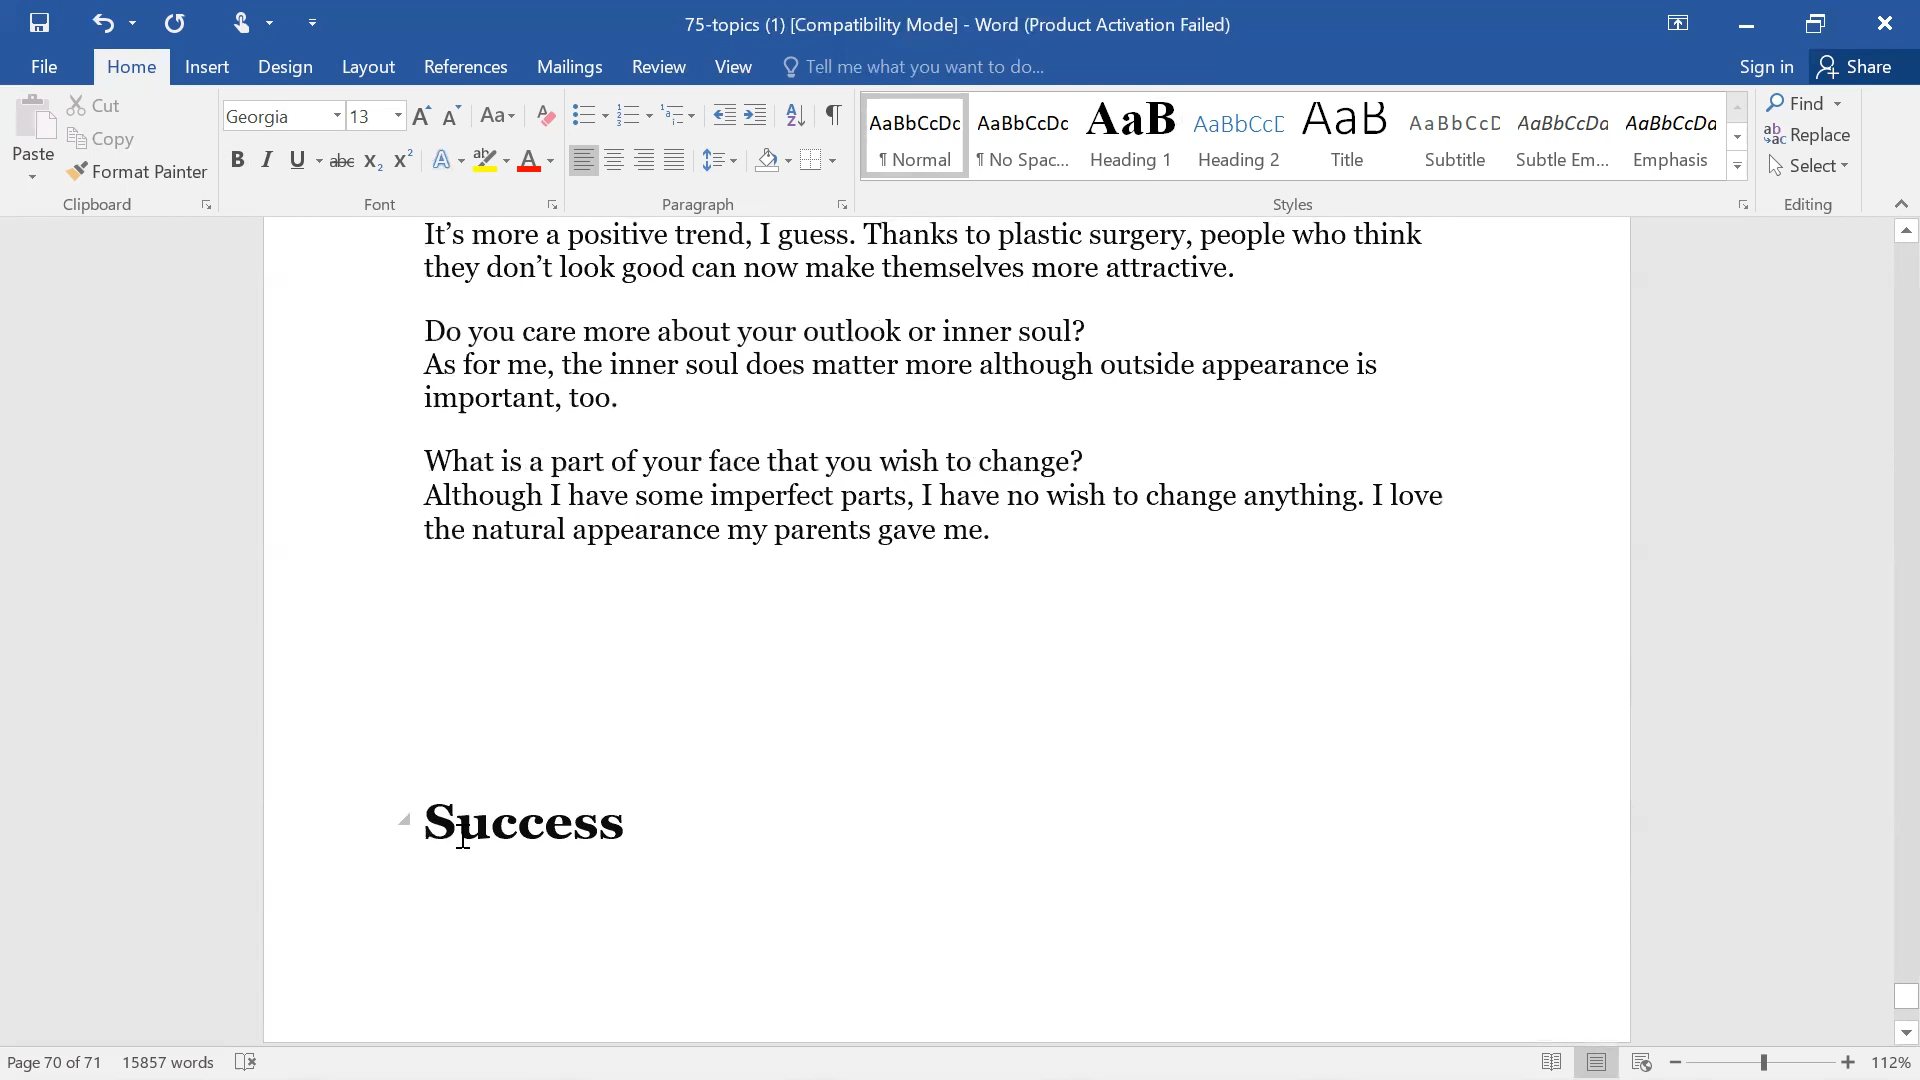 75-topics (1) [Compatibility Mode] - Word (Product Activation Failed)
File Home Insert Design Layout References Mailings Review View Tell me what you want to do... Sign in Share
Paste Cut Copy Format Painter
Clipboard
Georgia 13
Font
Paragraph
AaBbCcDc AaBbCcDc AaB AaBbCcD AaB AaBbCcD AaBbCcDd AaBbCcDd
¶ Normal ¶ No Spac... Heading 1 Heading 2 Title Subtitle Subtle Em... Emphasis
Styles
Find
Replace
Select
Editing
It’s more a positive trend, I guess. Thanks to plastic surgery, people who think
they don’t look good can now make themselves more attractive.
Do you care more about your outlook or inner soul?
As for me, the inner soul does matter more although outside appearance is
important, too.
What is a part of your face that you wish to change?
Although I have some imperfect parts, I have no wish to change anything. I love
the natural appearance my parents gave me.
Success
Page 70 of 71 15857 words 112%